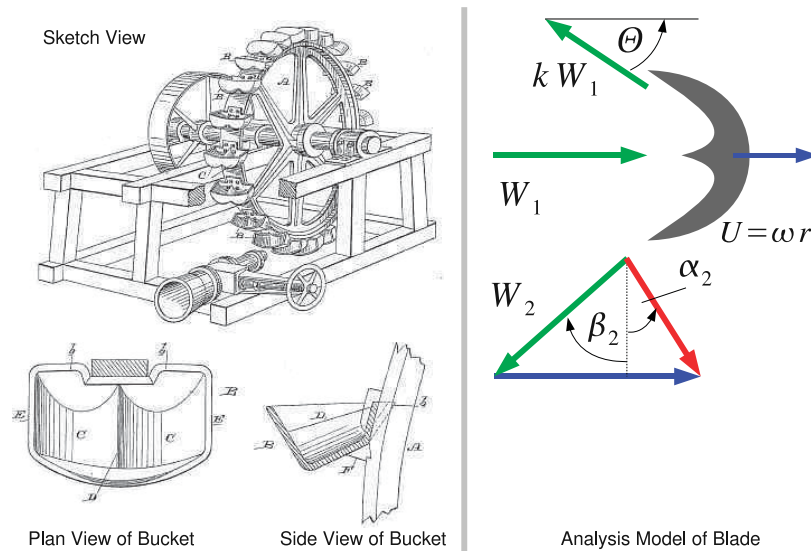 Sketch View
B
B
A
B
B
B
C
B
b
b
B
E
E
C
C
D
D
b
B
F
A
Plan View of Bucket
Side View of Bucket
Θ
k W₁
W₁
U = ω r
W₂
α₂
β₂
Analysis Model of Blade